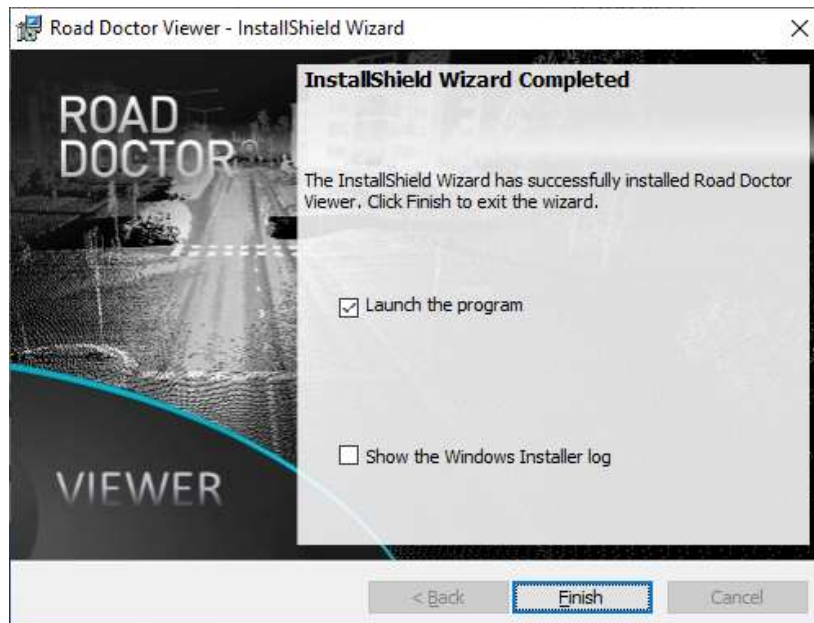 Road Doctor Viewer - InstallShield Wizard
ROAD
DOCTOR
VIEWER
InstallShield Wizard Completed
The InstallShield Wizard has successfully installed Road Doctor
Viewer. Click Finish to exit the wizard.
Launch the program
Show the Windows Installer log
< Back
Finish
Cancel